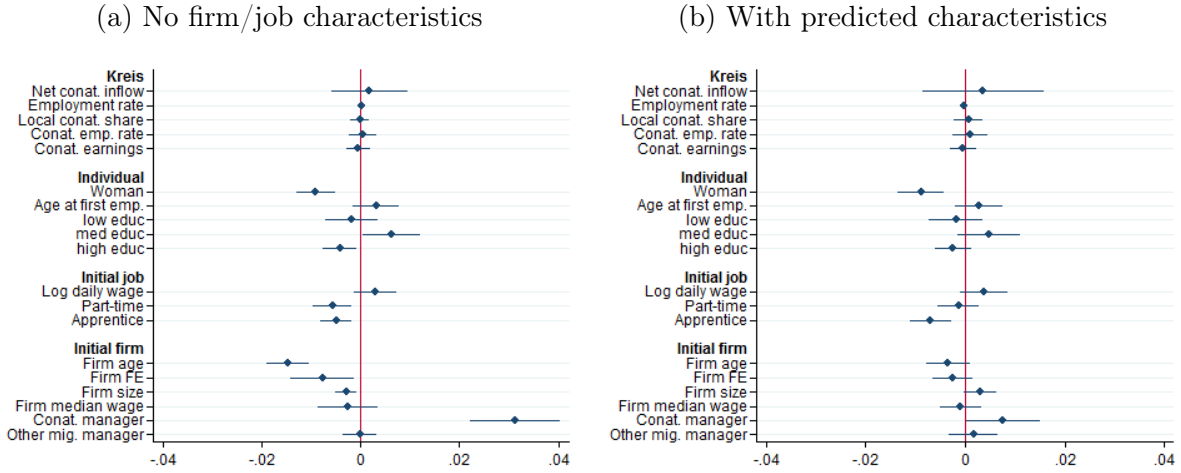 (a) No firm/job characteristics
Kreis
Net conat. inflow
Employment rate
Local conat. share
Conat. emp. rate
Conat. earnings
Individual
Woman
Age at first emp.
low educ
med educ
high educ
Initial job
Log daily wage
Part-time
Apprentice
Initial firm
Firm age
Firm FE
Firm size
Firm median wage
Conat. manager
Other mig. manager
-.04 -.02 0 .02 .04
(b) With predicted characteristics
Kreis
Net conat. inflow
Employment rate
Local conat. share
Conat. emp. rate
Conat. earnings
Individual
Woman
Age at first emp.
low educ
med educ
high educ
Initial job
Log daily wage
Part-time
Apprentice
Initial firm
Firm age
Firm FE
Firm size
Firm median wage
Conat. manager
Other mig. manager
-.04 -.02 0 .02 .04